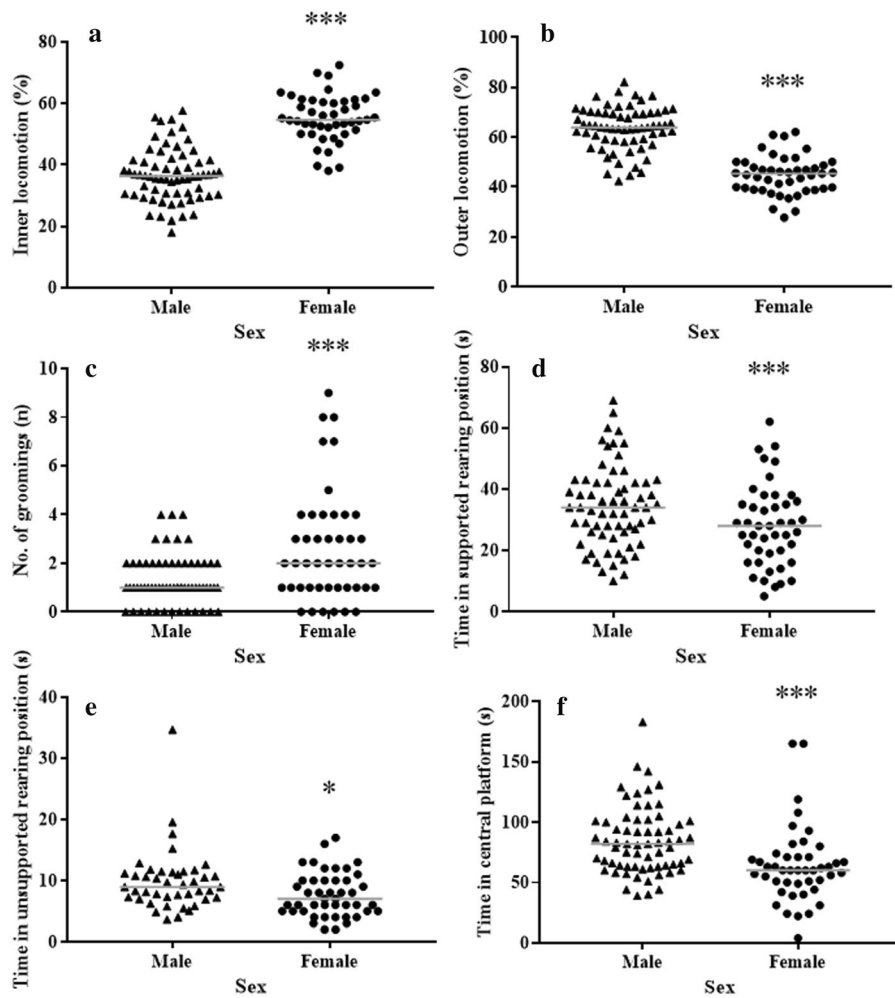 a
***
Inner locomotion (%)
80
60
40
20
0
Male
Female
Sex
b
***
Outer locomotion (%)
100
80
60
40
20
0
Male
Female
Sex
c
***
No. of groomings (n)
10
8
6
4
2
0
Male
Female
Sex
d
***
Time in supported rearing position (s)
80
60
40
20
0
Male
Female
Sex
e
*
Time in unsupported rearing position (s)
40
30
20
10
0
Male
Female
Sex
f
***
Time in central platform (s)
200
150
100
50
0
Male
Female
Sex